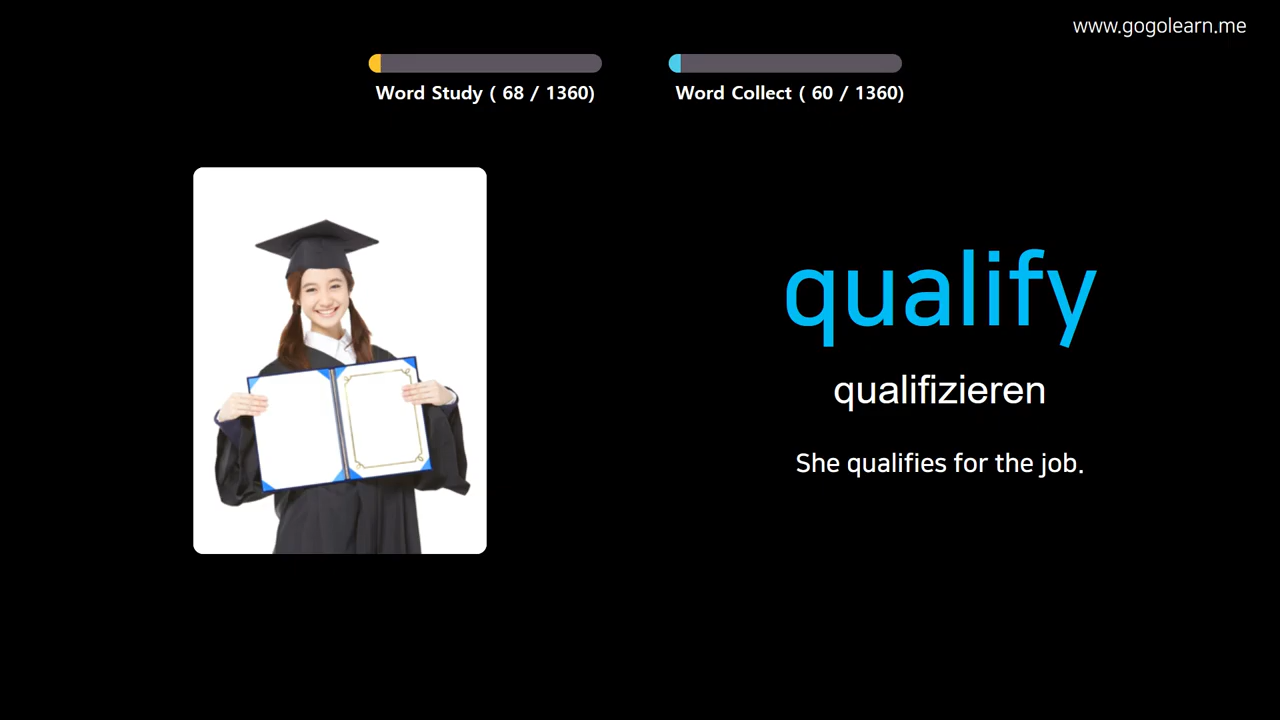 www.gogolearn.me
Word Study ( 68 / 1360)
Word Collect ( 60 / 1360)
qualify
qualifizieren
She qualifies for the job.